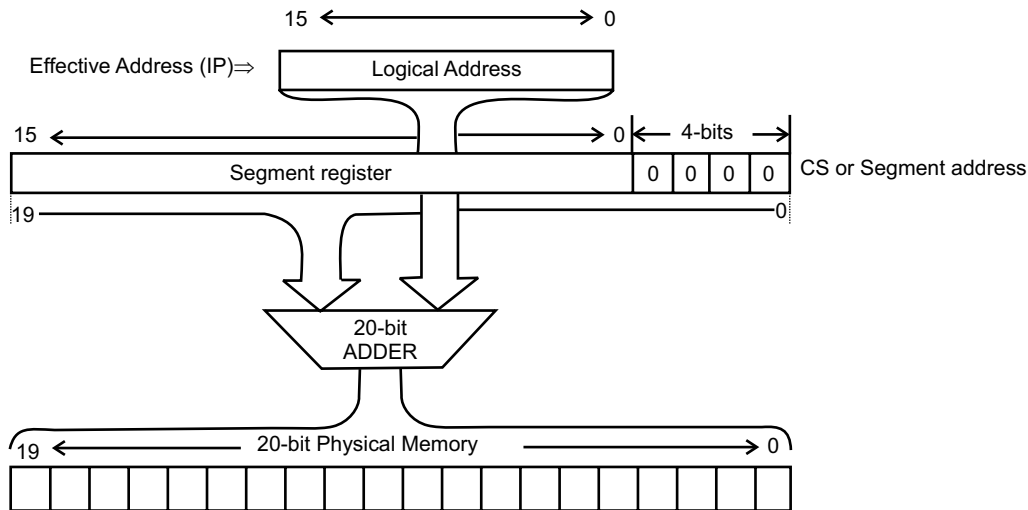 15 0
Effective Address (IP)⇒ Logical Address
15 0 4-bits
Segment register 0 0 0 0 CS or Segment address
19 0
20-bit
ADDER
19 20-bit Physical Memory 0